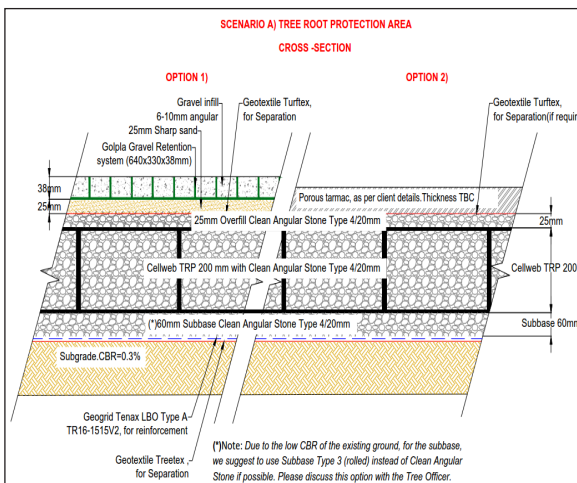 SCENARIO A) TREE ROOT PROTECTION AREA
CROSS -SECTION
OPTION 1)
OPTION 2)
Gravel infill
6-10mm angular
25mm Sharp sand
Golpla Gravel Retention
system (640x330x38mm)
Geotextile Turftex,
for Separation
Geotextile Turftex,
for Separation(if requir
38mm
25mm
Porous tarmac, as per client details.Thickness TBC
25mm Overfill Clean Angular Stone Type 4/20mm
25mm
Cellweb TRP 200 mm with Clean Angular Stone Type 4/20mm
Cellweb TRP 200
(*)60mm Subbase Clean Angular Stone Type 4/20mm
Subbase 60mm
Subgrade.CBR=0.3%
Geogrid Tenax LBO Type A
TR16-1515V2, for reinforcement
Geotextile Treetex ,
for Separation
(*)Note: Due to the low CBR of the existing ground, for the subbase,
we suggest to use Subbase Type 3 (rolled) instead of Clean Angular
Stone if possible. Please discuss this option with the Tree Officer.